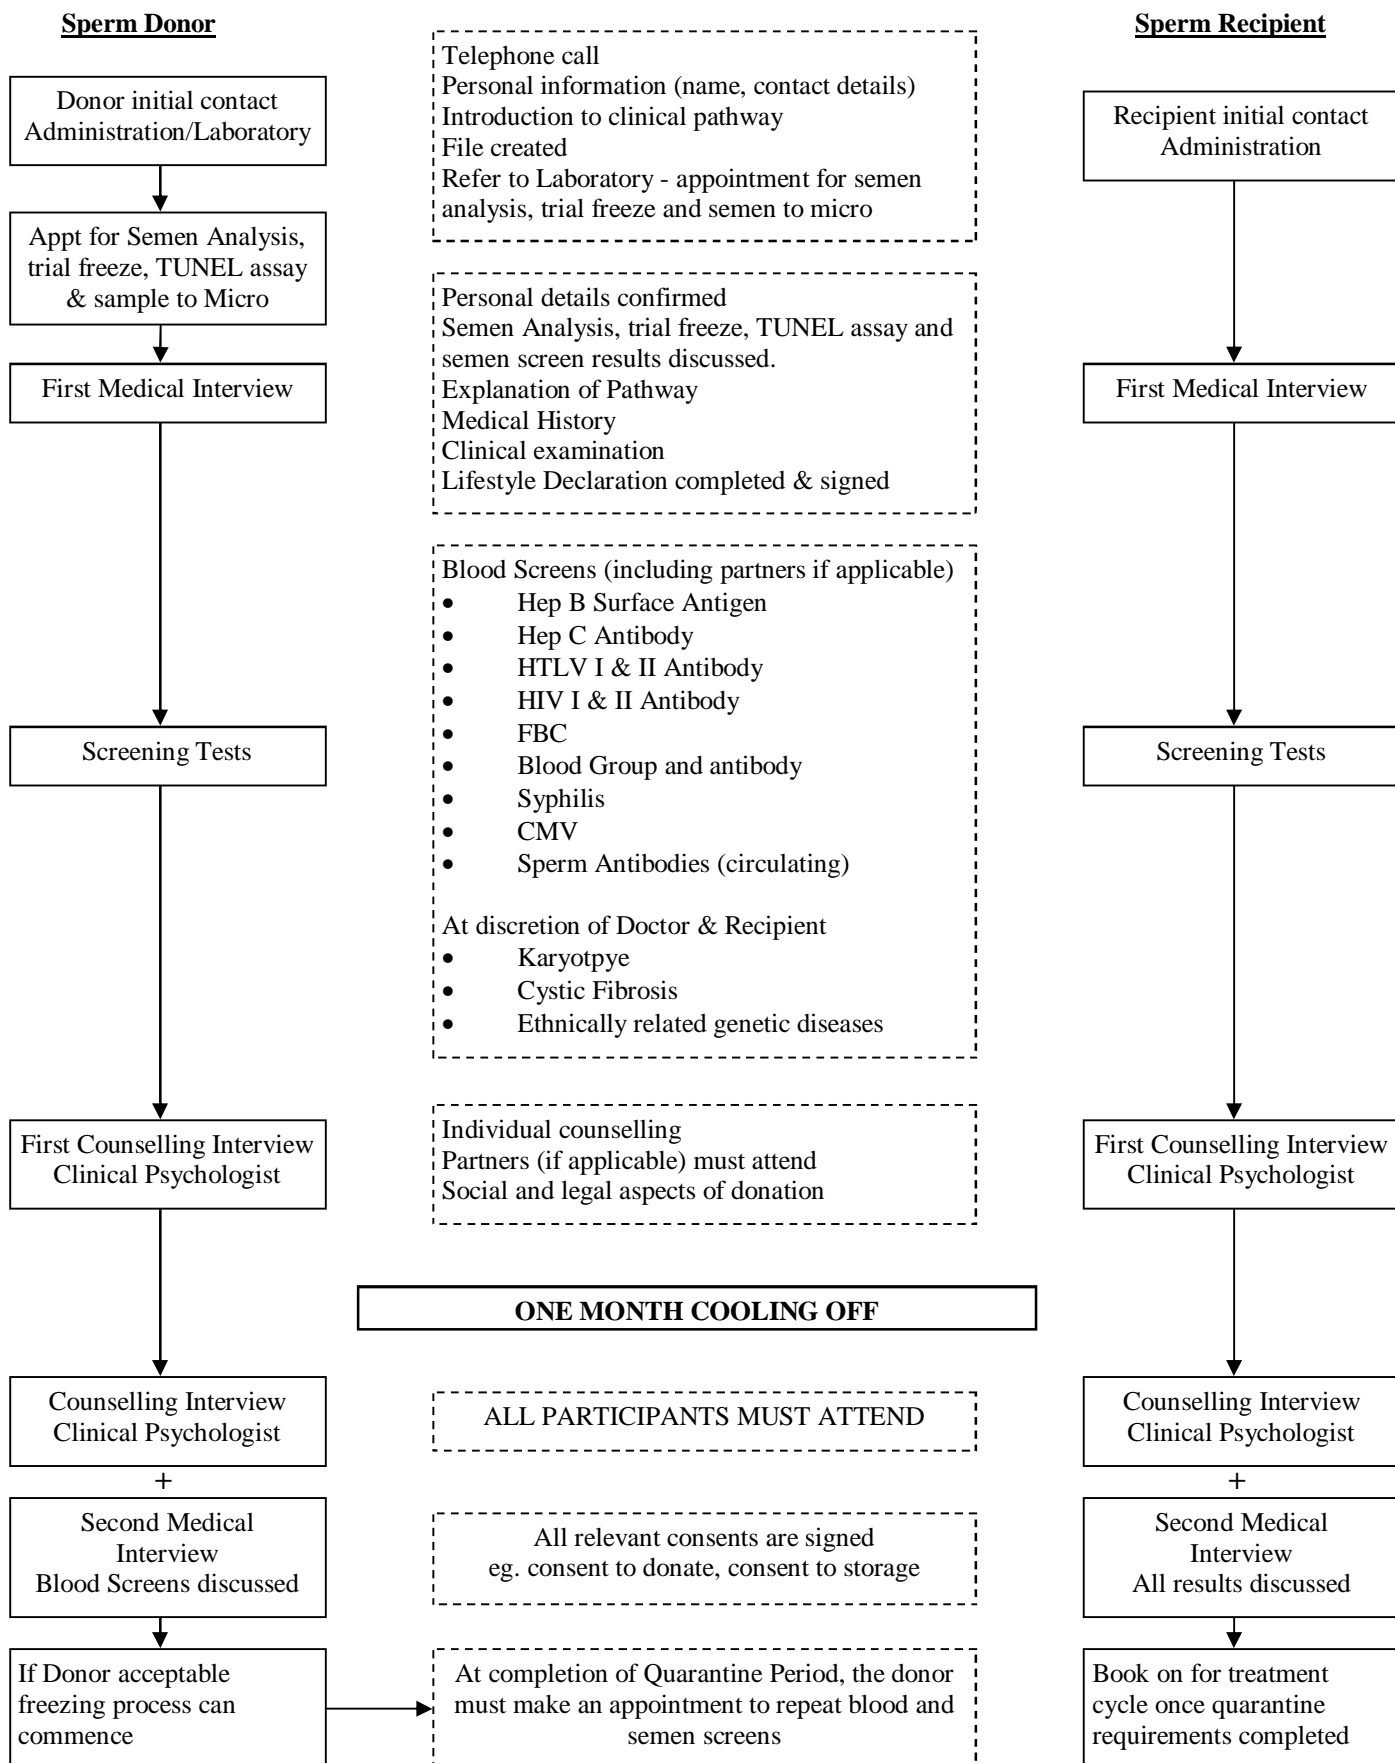 Sperm Donor
Sperm Recipient
Donor initial contact
Administration/Laboratory
Telephone call
Personal information (name, contact details)
Introduction to clinical pathway
File created
Refer to Laboratory - appointment for semen
analysis, trial freeze and semen to micro
Recipient initial contact
Administration
Appt for Semen Analysis,
trial freeze, TUNEL assay
& sample to Micro
Personal details confirmed
Semen Analysis, trial freeze, TUNEL assay and
semen screen results discussed.
Explanation of Pathway
Medical History
Clinical examination
Lifestyle Declaration completed & signed
First Medical Interview
First Medical Interview
Blood Screens (including partners if applicable)
• Hep B Surface Antigen
• Hep C Antibody
• HTLV I & II Antibody
• HIV I & II Antibody
• FBC
• Blood Group and antibody
• Syphilis
• CMV
• Sperm Antibodies (circulating)
At discretion of Doctor & Recipient
• Karyotpye
• Cystic Fibrosis
• Ethnically related genetic diseases
Screening Tests
Screening Tests
First Counselling Interview
Clinical Psychologist
Individual counselling
Partners (if applicable) must attend
Social and legal aspects of donation
First Counselling Interview
Clinical Psychologist
ONE MONTH COOLING OFF
Counselling Interview
Clinical Psychologist
ALL PARTICIPANTS MUST ATTEND
Counselling Interview
Clinical Psychologist
+
+
Second Medical
Interview
Blood Screens discussed
All relevant consents are signed
eg. consent to donate, consent to storage
Second Medical
Interview
All results discussed
If Donor acceptable
freezing process can
commence
At completion of Quarantine Period, the donor
must make an appointment to repeat blood and
semen screens
Book on for treatment
cycle once quarantine
requirements completed